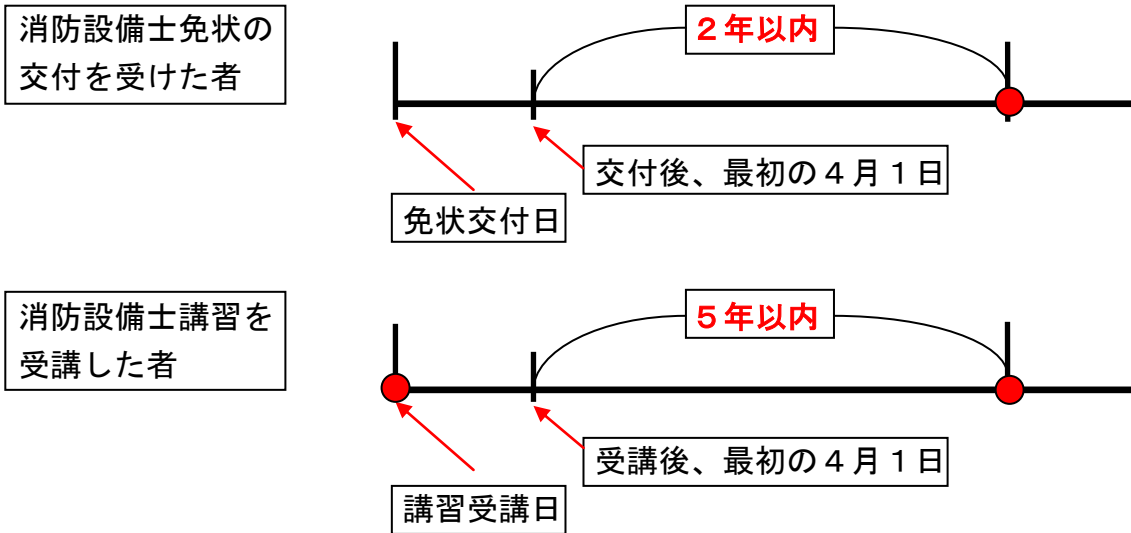 消防設備士免状の
交付を受けた者
２年以内
交付後、最初の４月１日
免状交付日
消防設備士講習を
受講した者
５年以内
受講後、最初の４月１日
講習受講日